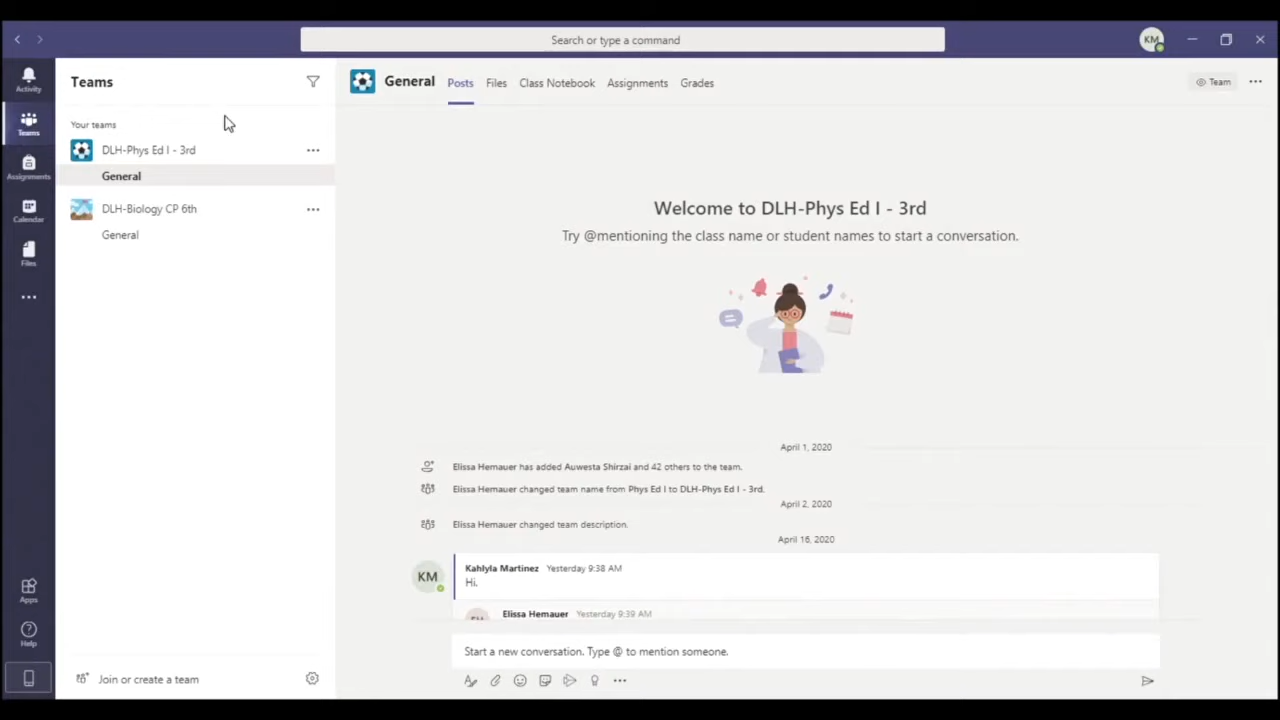 Search or type a command
KM
Activity
Teams
Assignments
Calendar
Files
Apps
Help
Teams
Your teams
DLH-Phys Ed I - 3rd
General
DLH-Biology CP 6th
General
Join or create a team
General
Posts
Files
Class Notebook
Assignments
Grades
Team
Welcome to DLH-Phys Ed I - 3rd
Try @mentioning the class name or student names to start a conversation.
April 1, 2020
Elissa Hemauer has added Auwesta Shirzai and 42 others to the team.
Elissa Hemauer changed team name from Phys Ed I to DLH-Phys Ed I - 3rd.
April 2, 2020
Elissa Hemauer changed team description.
April 16, 2020
KM
Kahlyla Martinez Yesterday 9:38 AM
Hi.
Elissa Hemauer Yesterday 9:39 AM
Start a new conversation. Type @ to mention someone.